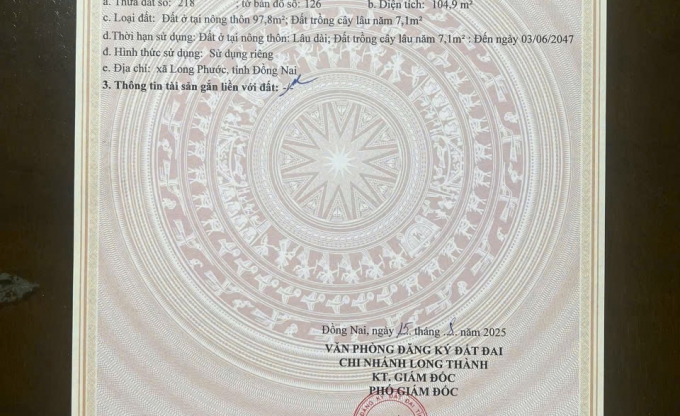 a. Thửa đất số: 218 ; tờ bản đồ số: 126 b. Diện tích: 104,9 m²
c. Loại đất: Đất ở tại nông thôn 97,8m²; Đất trồng cây lâu năm 7,1m²
d.Thời hạn sử dụng: Đất ở tại nông thôn: Lâu dài; Đất trồng cây lâu năm 7,1m² : Đến ngày 03/06/2047
đ. Hình thức sử dụng: Sử dụng riêng
e. Địa chỉ: xã Long Phước, tỉnh Đồng Nai
3. Thông tin tài sản gắn liền với đất: -/-
Đồng Nai, ngày 15 tháng 8 năm 2025
VĂN PHÒNG ĐĂNG KÝ ĐẤT ĐAI
CHI NHÁNH LONG THÀNH
KT. GIÁM ĐỐC
PHÓ GIÁM ĐỐC